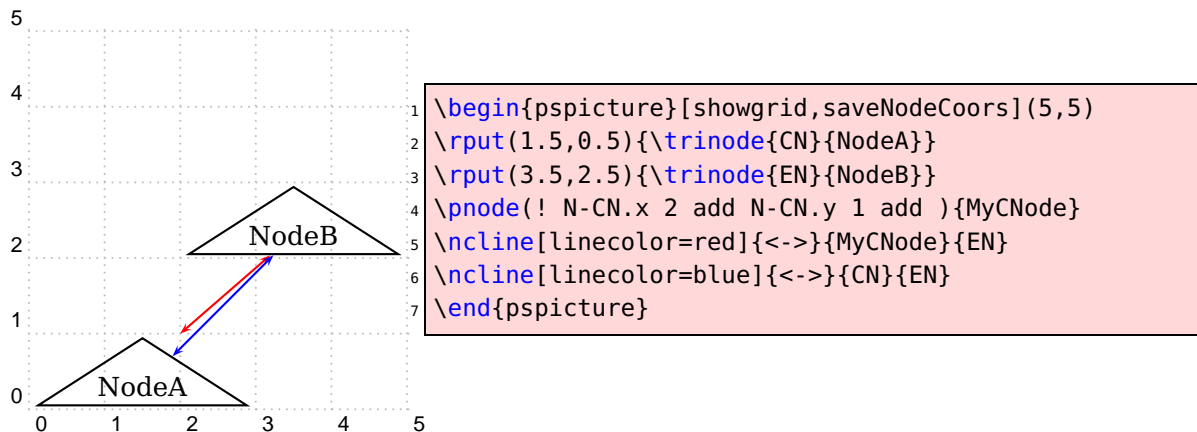 5
4
3
2
1
0
0 1 2 3 4 5
NodeB
NodeA
1 \begin{pspicture}[showgrid,saveNodeCoors](5,5)
2 \rput(1.5,0.5){\trinode{CN}{NodeA}}
3 \rput(3.5,2.5){\trinode{EN}{NodeB}}
4 \pnode(! N-CN.x 2 add N-CN.y 1 add ){MyCNode}
5 \ncline[linecolor=red]{<->}{MyCNode}{EN}
6 \ncline[linecolor=blue]{<->}{CN}{EN}
7 \end{pspicture}